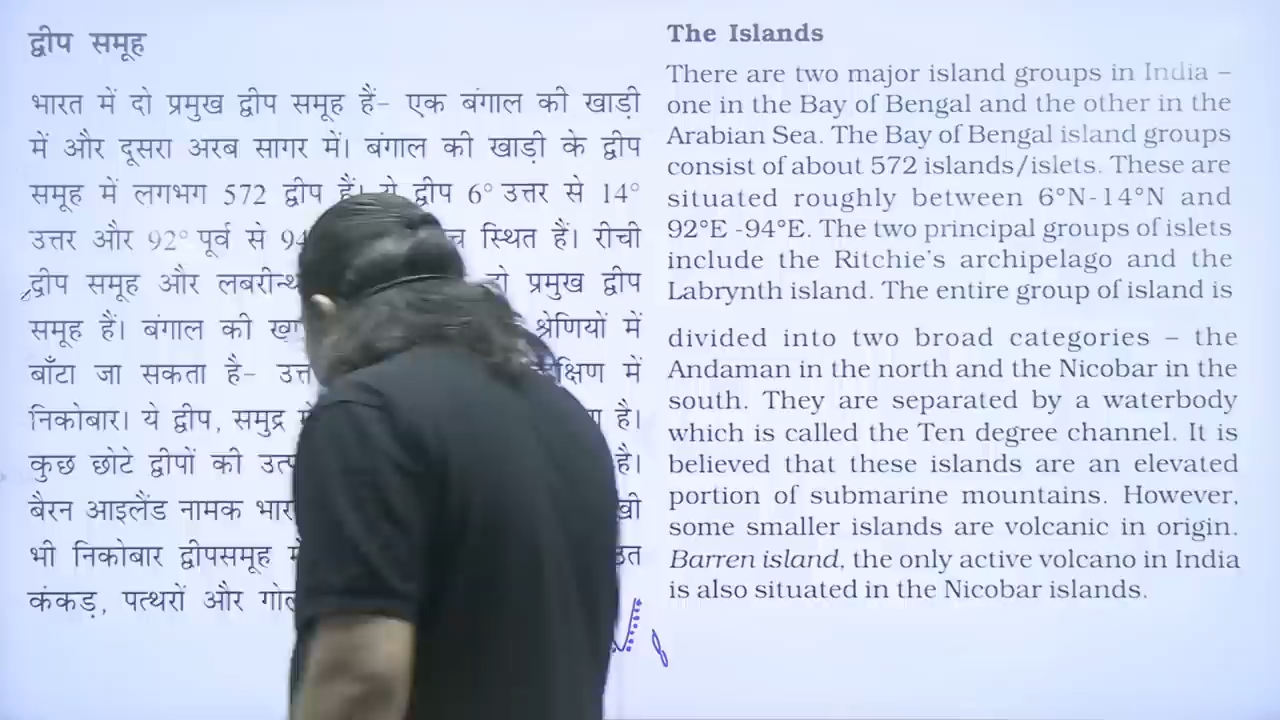 द्वीप समूह
भारत में दो प्रमुख द्वीप समूह हैं- एक बंगाल की खाड़ी
में और दूसरा अरब सागर में। बंगाल की खाड़ी के द्वीप
समूह में लगभग 572 द्वीप हैं। ये द्वीप 6° उत्तर से 14°
उत्तर और 92° पूर्व से 94 स्थित हैं। रीची
द्वीप समूह और प्रमुख द्वीप
समूह हैं। बंगाल की श्रेणियों में
बाँटा जा सकता है- में
निकोबार। ये द्वीप, समुद्र है।
कुछ छोटे द्वीपों की है।
बैरन आइलैंड नामक
भी निकोबार द्वीपसमूह
कंकड़, पत्थरों और
The Islands
There are two major island groups in India –
one in the Bay of Bengal and the other in the
Arabian Sea. The Bay of Bengal island groups
consist of about 572 islands/islets. These are
situated roughly between 6°N-14°N and
92°E -94°E. The two principal groups of islets
include the Ritchie's archipelago and the
Labrynth island. The entire group of island is
divided into two broad categories – the
Andaman in the north and the Nicobar in the
south. They are separated by a waterbody
which is called the Ten degree channel. It is
believed that these islands are an elevated
portion of submarine mountains. However,
some smaller islands are volcanic in origin.
Barren island, the only active volcano in India
is also situated in the Nicobar islands.